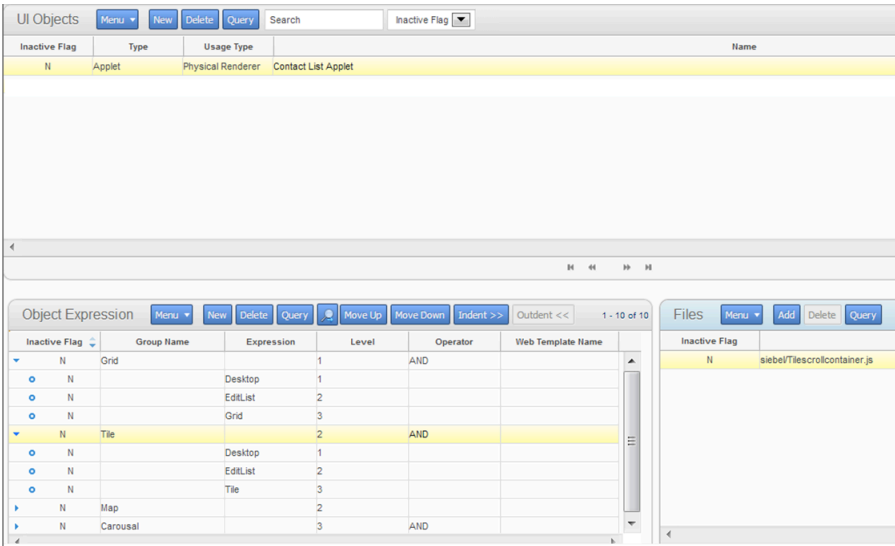 UI Objects Menu New Delete Query Search Inactive Flag
Inactive Flag Type Usage Type Name
N Applet Physical Renderer Contact List Applet
Object Expression Menu New Delete Query Move Up Move Down Indent >> Outdent << 1 - 10 of 10
Inactive Flag Group Name Expression Level Operator Web Template Name
N Grid 1 AND
N Desktop 1
N EditList 2
N Grid 3
N Tile 2 AND
N Desktop 1
N EditList 2
N Tile 3
N Map 2
N Carousal 3 AND
Files Menu Add Delete Query
Inactive Flag
N siebel/Tilescrollcontainer.js